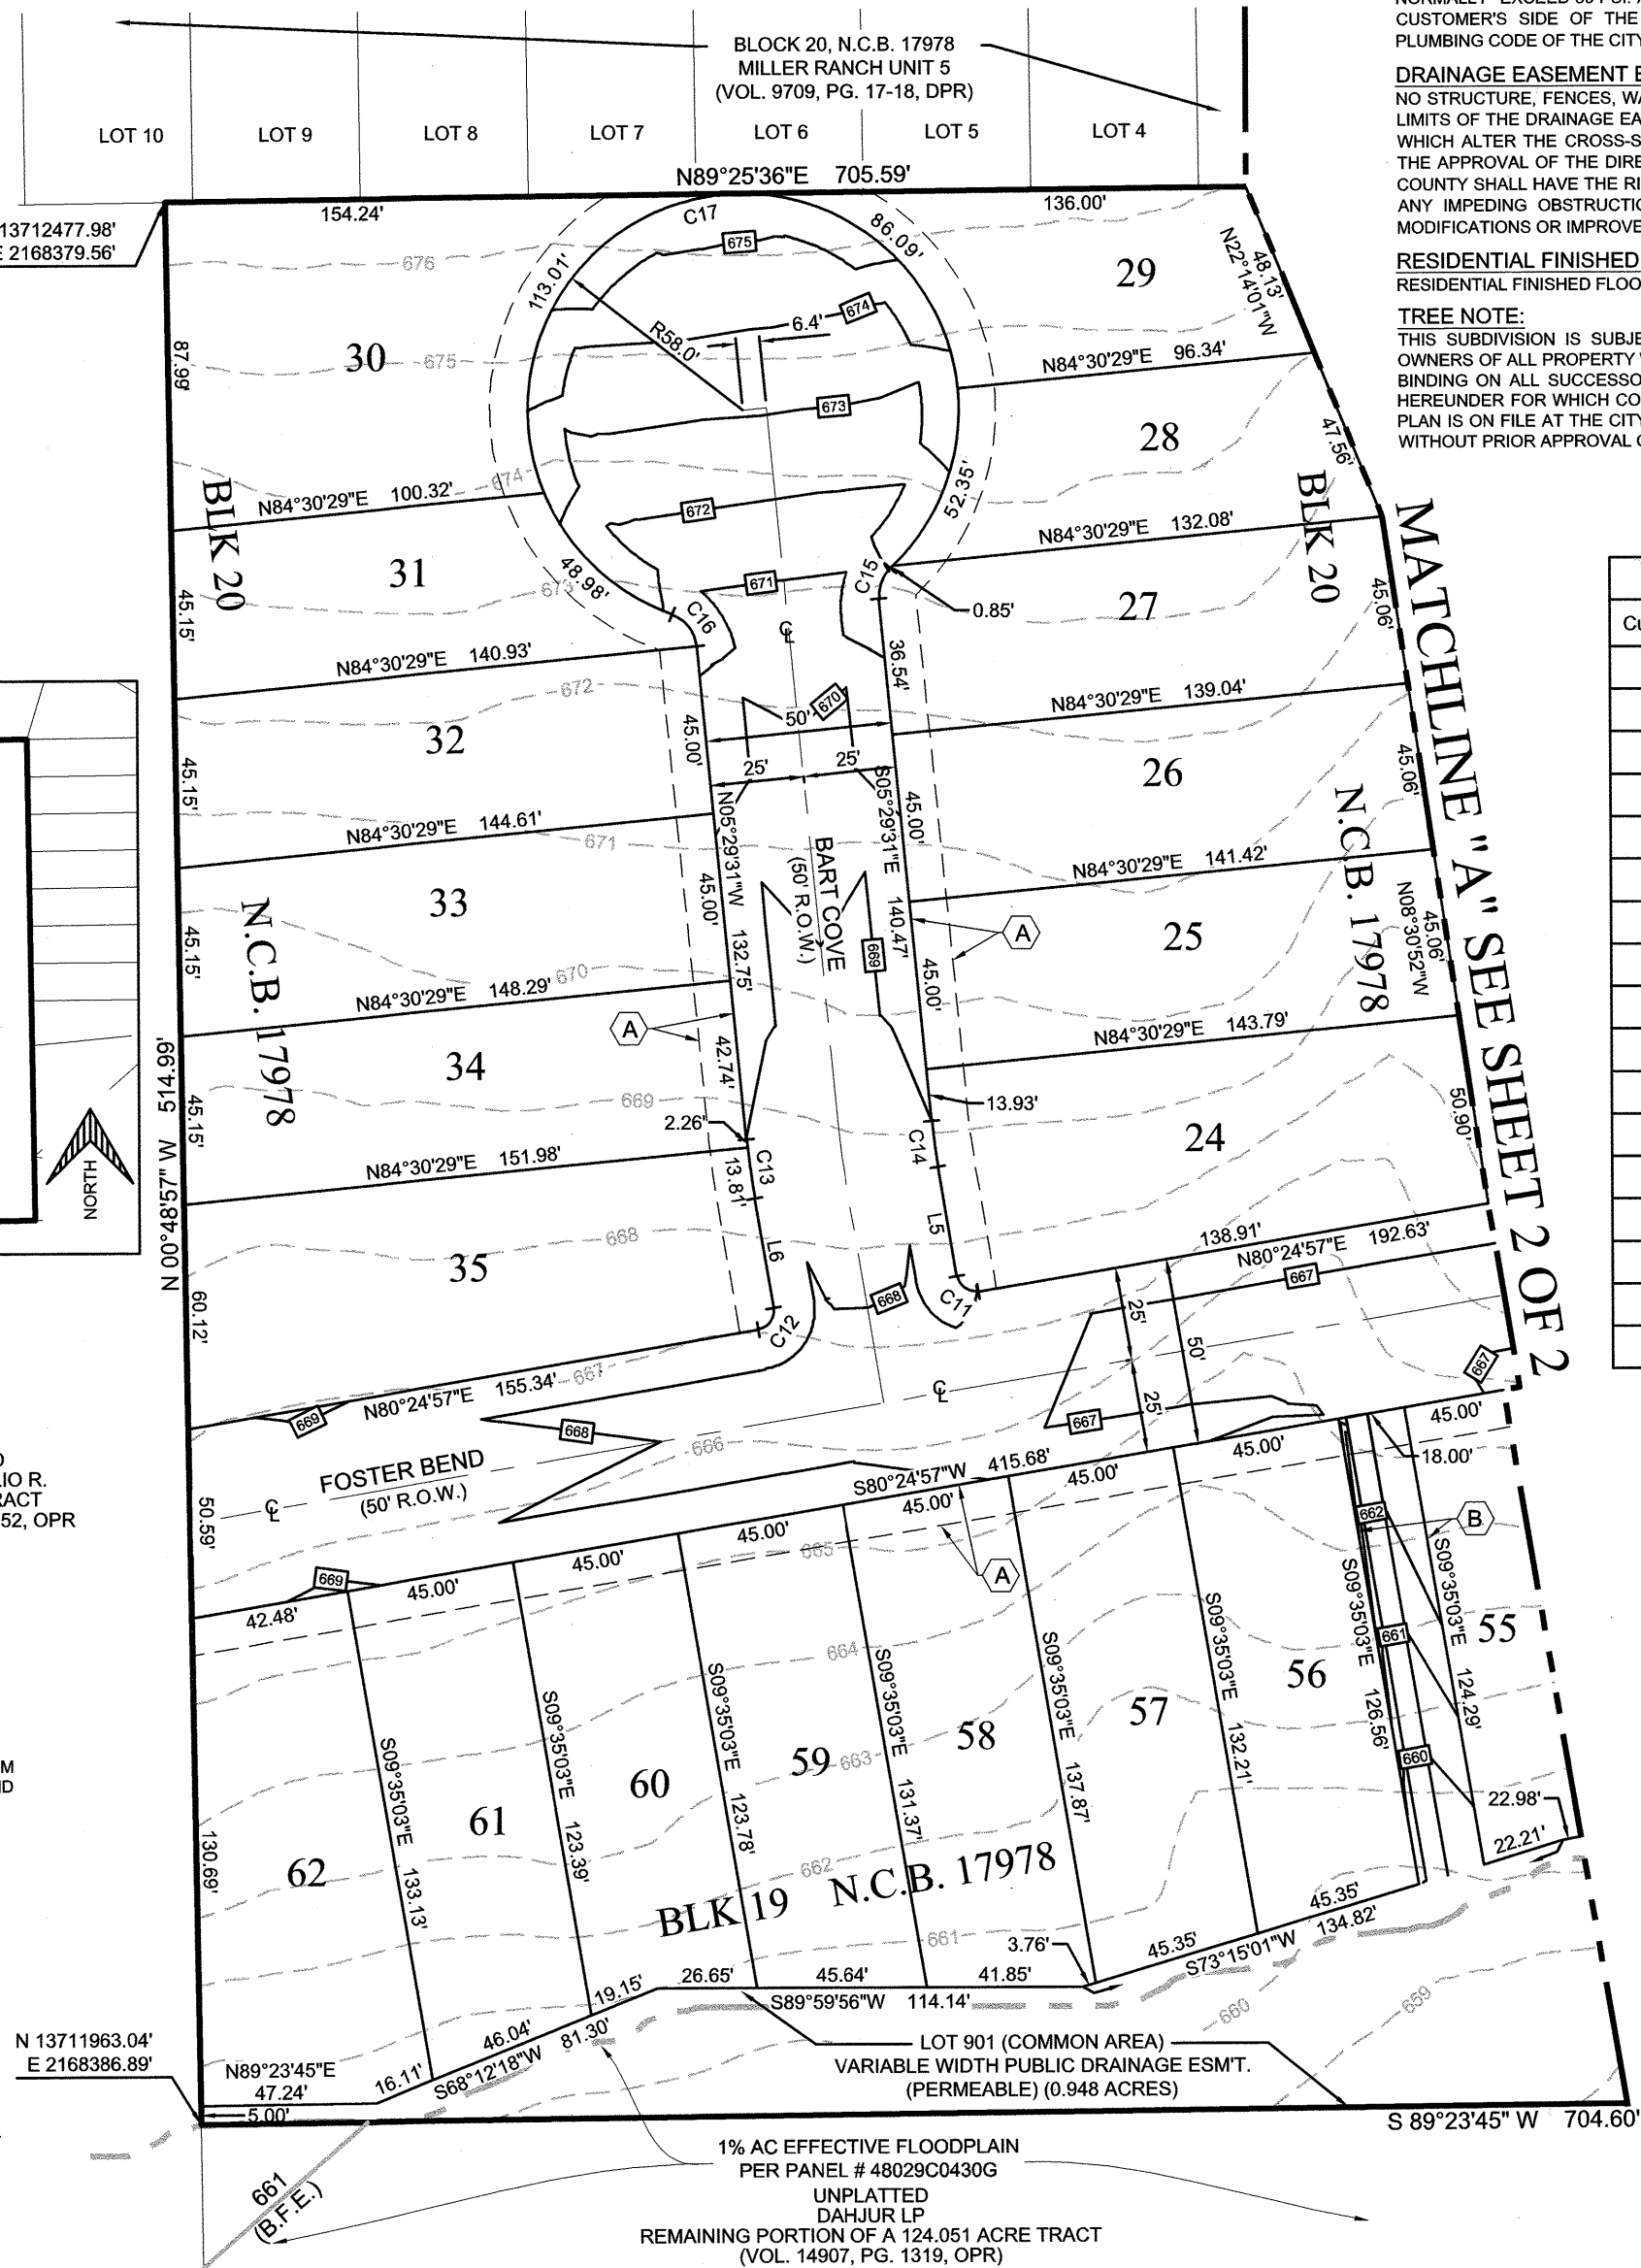 BLOCK 20, N.C.B. 17978
MILLER RANCH UNIT 5
(VOL. 9709, PG. 17-18, DPR)
LOT 10
LOT 9
LOT 8
LOT 7
LOT 6
LOT 5
LOT 4
N89°25'36"E 705.59'
CUSTOMER'S SIDE OF THE
PLUMBING CODE OF THE CITY
DRAINAGE EASEMENT E
NO STRUCTURE, FENCES, WA
LIMITS OF THE DRAINAGE EA
WHICH ALTER THE CROSS-S
THE APPROVAL OF THE DIRE
COUNTY SHALL HAVE THE RI
ANY IMPEDING OBSTRUCTIO
MODIFICATIONS OR IMPROVE
RESIDENTIAL FINISHED
RESIDENTIAL FINISHED FLOO
TREE NOTE:
THIS SUBDIVISION IS SUBJE
OWNERS OF ALL PROPERTY
BINDING ON ALL SUCCESSO
HEREUNDER FOR WHICH CO
PLAN IS ON FILE AT THE CITY
WITHOUT PRIOR APPROVAL
13712477.98'
E 2168379.56'
154.24'
C17
86.09'
136.00'
113.01'
R58.0'
6.4'
675
674
673
672
671
670
676
675
674
673
672
671
670
669
668
667
666
29
48.13'
N22°14'01"W
N84°30'29"E 96.34'
30
87.99'
28
47.56'
52.35'
BLK 20
N84°30'29"E 100.32'
31
48.98'
C16
C15
0.85'
N84°30'29"E 132.08'
BLK 20
27
45.06'
45.15'
N84°30'29"E 140.93'
36.54'
N84°30'29"E 139.04'
32
45.00'
50'
25'
25'
26
45.06'
45.15'
N84°30'29"E 144.61'
S05°29'31"E 140.47'
45.00'
N05°29'31"W 132.75'
N84°30'29"E 141.42'
33
45.00'
BART COVE
(50' R.O.W.)
669
A
25
45.00'
N.C.B. 17978
45.06'
N08°30'52"W
45.15'
N.C.B. 17978
N84°30'29"E 148.29'
A
34
42.74'
N84°30'29"E 143.79'
13.93'
24
50.90'
2.26'
C13
C14
45.15'
N84°30'29"E 151.98'
13.81'
L6
L5
35
N 00°48'57" W 514.99'
NORTH
60.12'
C12
668
C11
138.91'
N80°24'57"E 192.63'
667
25'
50'
25'
667
667
MATCHLINE "A" SEE SHEET 2 OF 2
Cu
N80°24'57"E 155.34'
669
668
FOSTER BEND
(50' R.O.W.)
S80°24'57"W 415.68'
50.59'
LIO R.
ACT
52, OPR
669
42.48'
45.00'
45.00'
45.00'
45.00'
45.00'
45.00'
45.00'
18.00'
A
B
662
661
660
665
664
663
662
661
660
659
S09°35'03"E 133.13'
S09°35'03"E 123.39'
S09°35'03"E 123.78'
S09°35'03"E 131.37'
S09°35'03"E 137.87'
S09°35'03"E 132.21'
S09°35'03"E 126.56'
S09°35'03"E 124.29'
62
61
60
59
58
57
56
55
130.69'
BLK 19 N.C.B. 17978
22.98'
22.21'
45.35'
45.35'
S73°15'01"W 134.82'
3.76'
41.85'
45.64'
26.65'
19.15'
S89°59'56"W 114.14'
46.04'
81.30'
16.11'
S68°12'18"W
N89°23'45"E
47.24'
5.00'
N 13711963.04'
E 2168386.89'
LOT 901 (COMMON AREA)
VARIABLE WIDTH PUBLIC DRAINAGE ESM'T.
(PERMEABLE) (0.948 ACRES)
S 89°23'45" W 704.60'
661
(B.F.E.)
1% AC EFFECTIVE FLOODPLAIN
PER PANEL # 48029C0430G
UNPLATTED
DAHJUR LP
REMAINING PORTION OF A 124.051 ACRE TRACT
(VOL. 14907, PG. 1319, OPR)